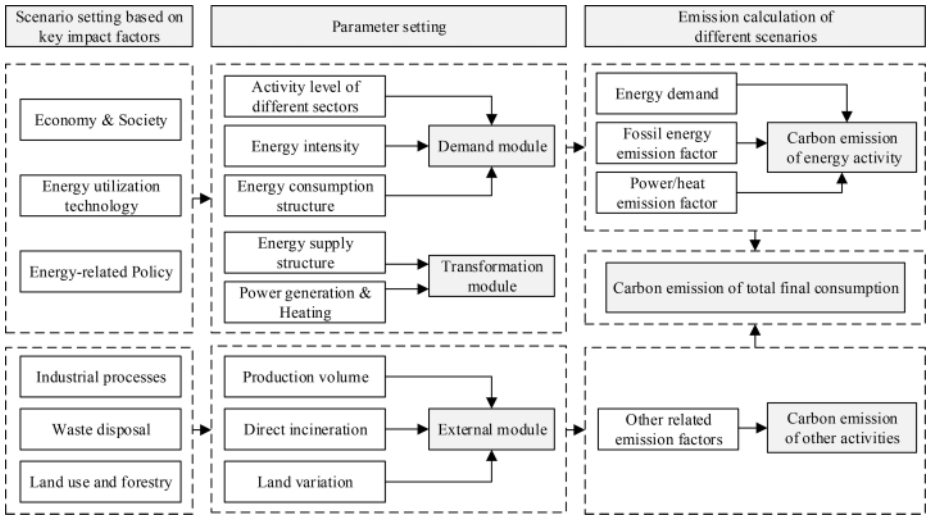 Scenario setting based on
key impact factors
Parameter setting
Emission calculation of
different scenarios
Economy & Society
Energy utilization
technology
Energy-related Policy
Activity level of
different sectors
Energy intensity
Energy consumption
structure
Demand module
Energy supply
structure
Power generation &
Heating
Transformation
module
Energy demand
Fossil energy
emission factor
Power/heat
emission factor
Carbon emission
of energy activity
Carbon emission of total final consumption
Industrial processes
Waste disposal
Land use and forestry
Production volume
Direct incineration
Land variation
External module
Other related
emission factors
Carbon emission
of other activities